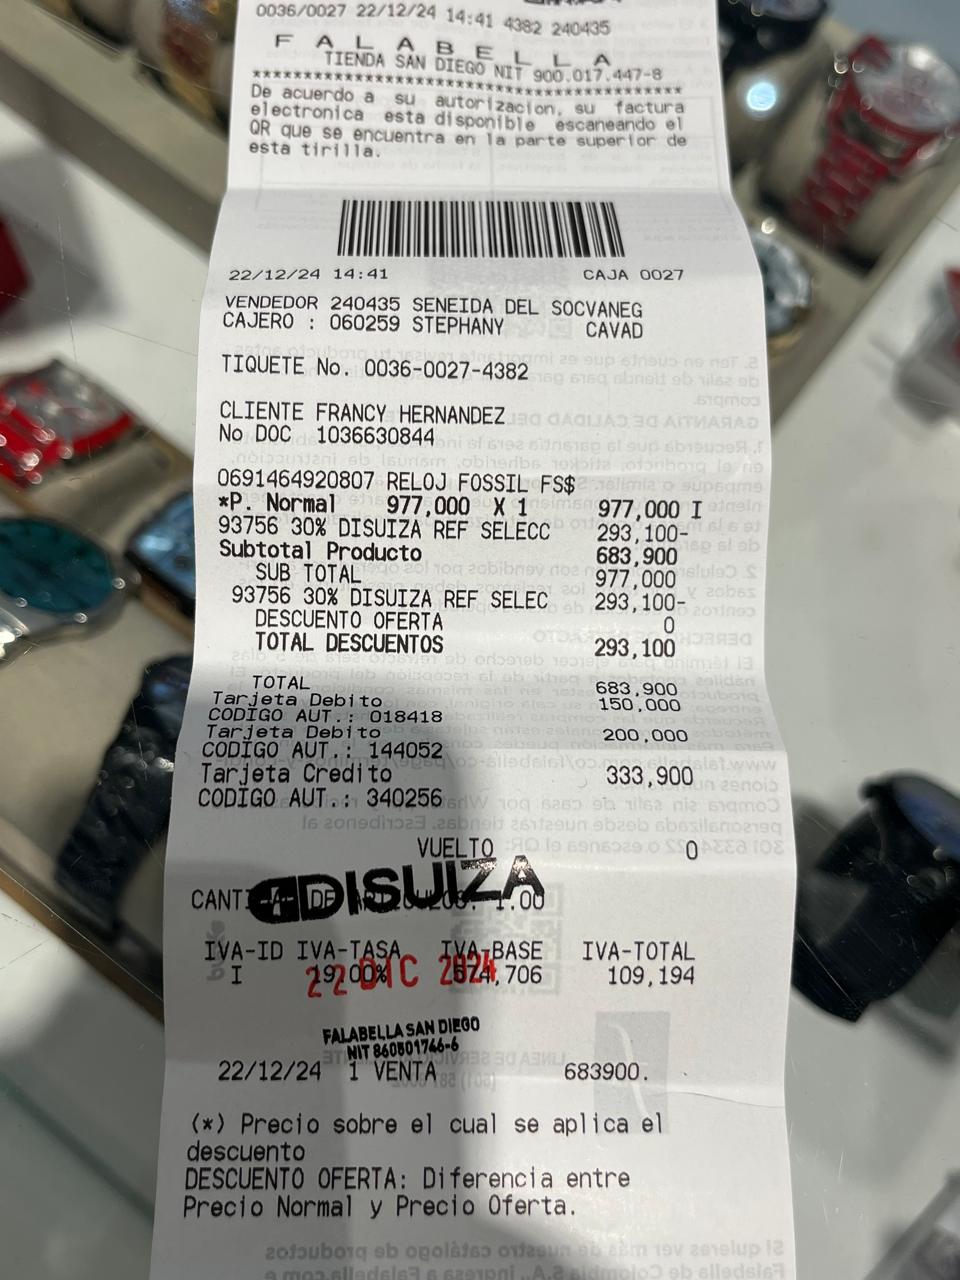 0036/0027 22/12/24 14:41 4382 240435
F A L A B E L L A
TIENDA SAN DIEGO NIT 900.017.447-8
******************************************
De acuerdo a su autorizacion, su factura
electronica esta disponible escaneando el
QR que se encuentra en la parte superior de
esta tirilla.
22/12/24 14:41 CAJA 0027
VENDEDOR 240435 SENEIDA DEL SOCVANEG
CAJERO : 060259 STEPHANY CAVAD
TIQUETE No. 0036-0027-4382
CLIENTE FRANCY HERNANDEZ
No DOC 1036630844
0691464920807 RELOJ FOSSIL FS$
*P. Normal 977,000 X 1 977,000 I
93756 30% DISUIZA REF SELECC 293,100-
Subtotal Producto 683,900
SUB TOTAL 977,000
93756 30% DISUIZA REF SELEC 293,100-
DESCUENTO OFERTA 0
TOTAL DESCUENTOS 293,100
TOTAL 683,900
Tarjeta Debito 150,000
CODIGO AUT.: 018418
Tarjeta Debito 200,000
CODIGO AUT.: 144052
Tarjeta Credito 333,900
CODIGO AUT.: 340256
VUELTO 0
DISUIZA
DE 1.00
IVA-ID IVA-TASA IVA-BASE IVA-TOTAL
I 19.00% 574,706 109,194
22 DIC 2024
FALABELLA SAN DIEGO
NIT 860501746-6
22/12/24 1 VENTA 683900.
(*) Precio sobre el cual se aplica el
descuento
DESCUENTO OFERTA: Diferencia entre
Precio Normal y Precio Oferta.